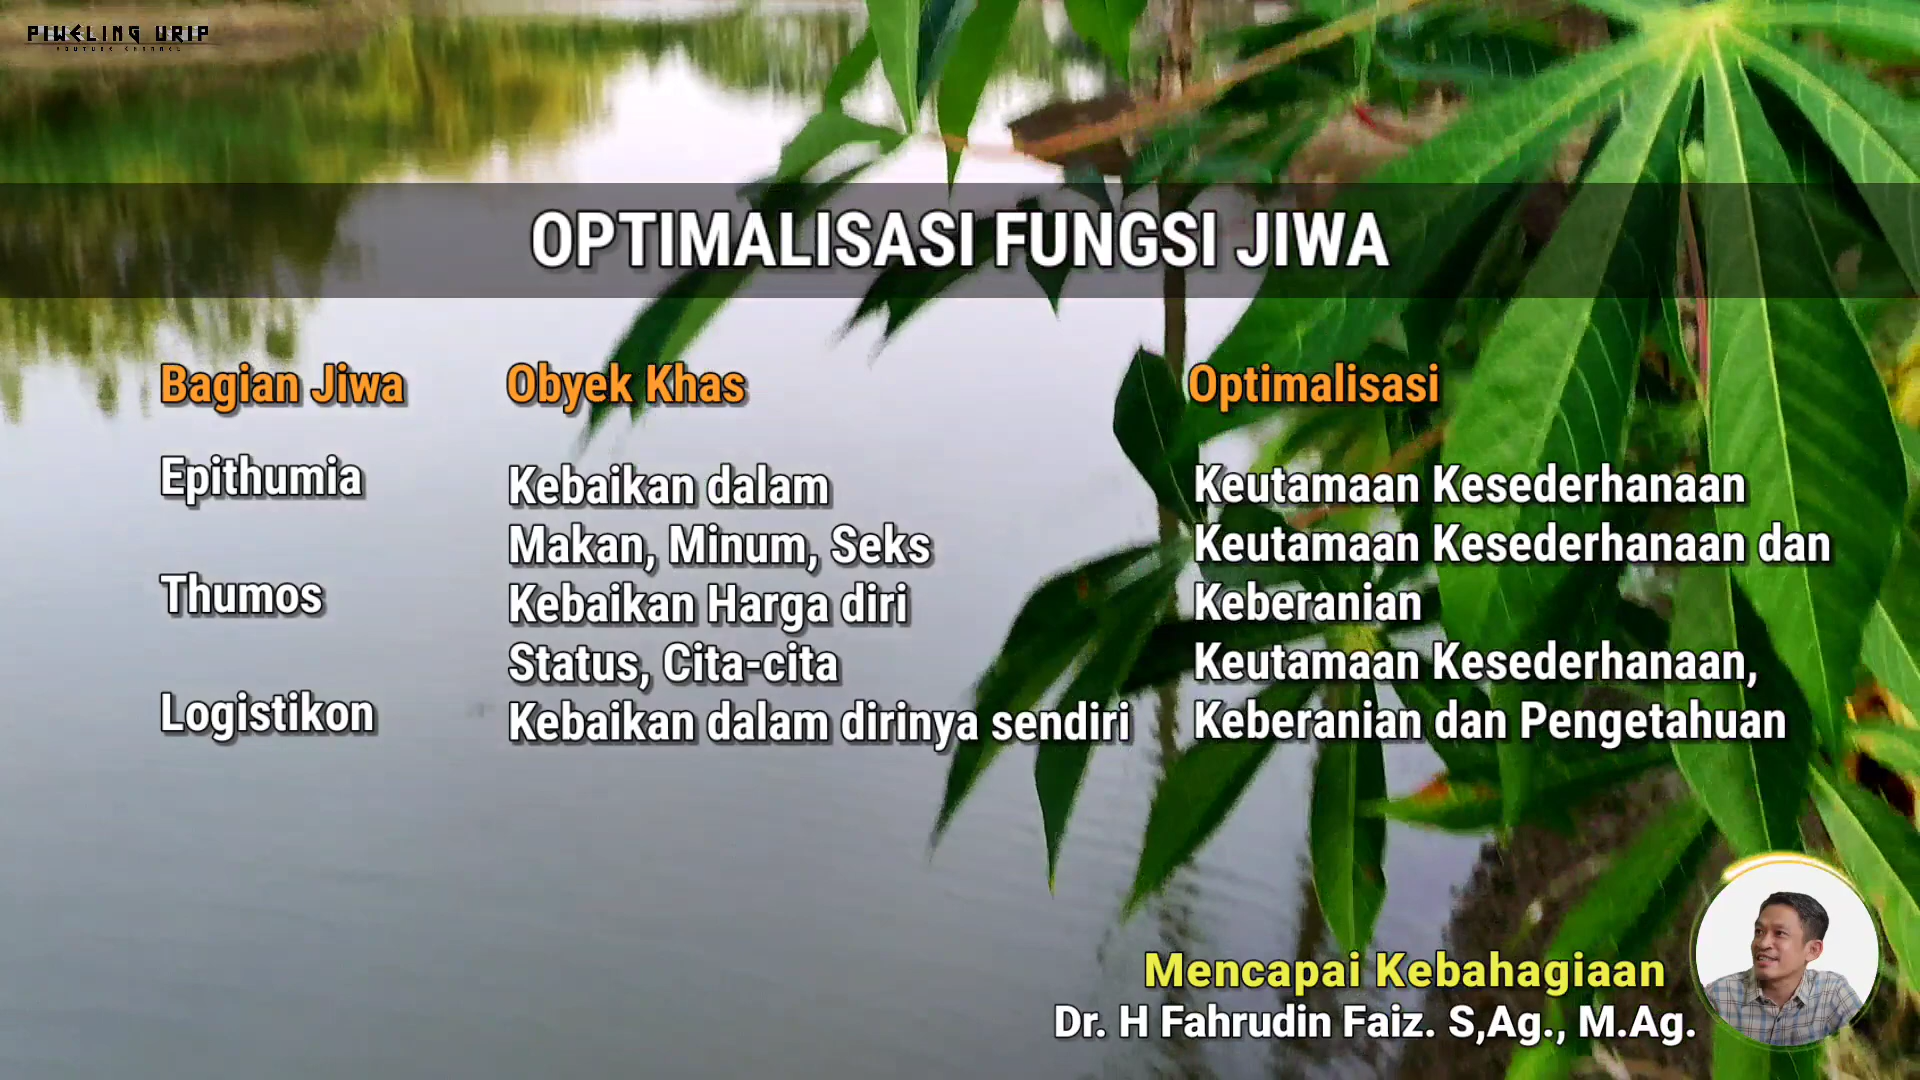 PIWELING URIP
YOUTUBE CHANNEL
OPTIMALISASI FUNGSI JIWA
Bagian Jiwa
Obyek Khas
Optimalisasi
Epithumia
Kebaikan dalam
Makan, Minum, Seks
Keutamaan Kesederhanaan
Thumos
Kebaikan Harga diri
Status, Cita-cita
Keutamaan Kesederhanaan dan
Keberanian
Logistikon
Kebaikan dalam dirinya sendiri
Keutamaan Kesederhanaan,
Keberanian dan Pengetahuan
Mencapai Kebahagiaan
Dr. H Fahrudin Faiz. S,Ag., M.Ag.